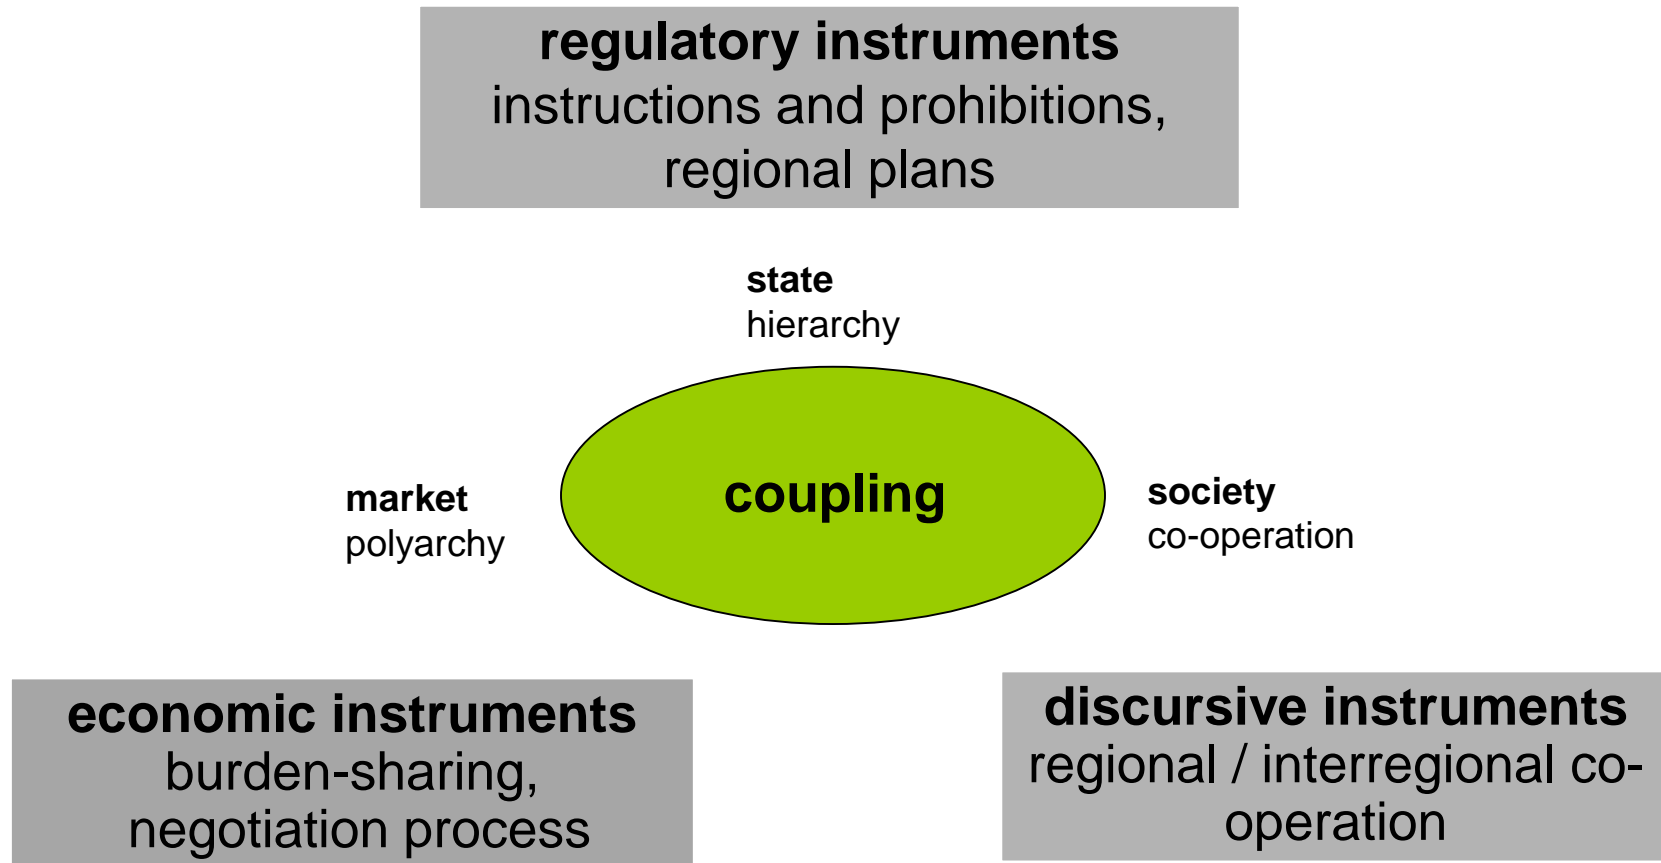 regulatory instruments
instructions and prohibitions,
regional plans
state
hierarchy
market
polyarchy
coupling
society
co-operation
economic instruments
burden-sharing,
negotiation process
discursive instruments
regional / interregional co-
operation